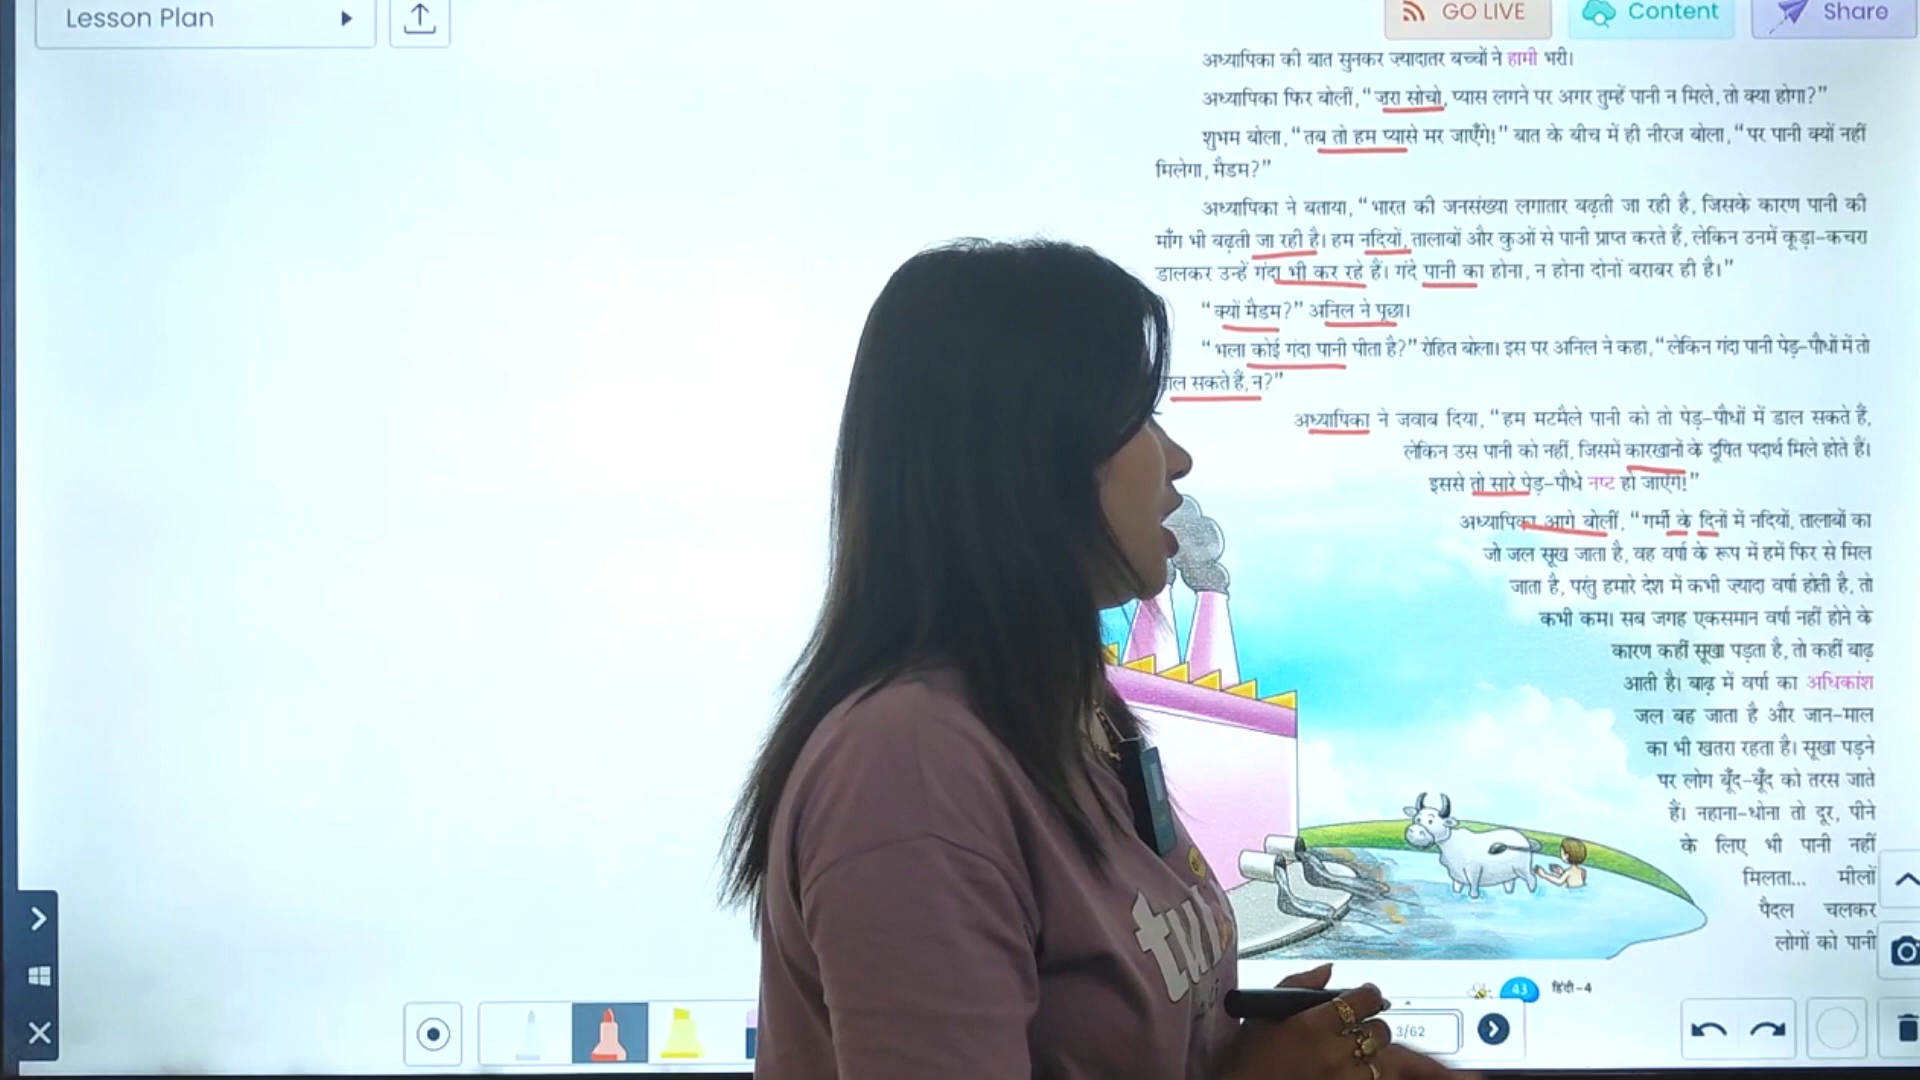 Lesson Plan
GO LIVE
Content
Share
अध्यापिका की बात सुनकर ज़्यादातर बच्चों ने हामी भरी।
अध्यापिका फिर बोलीं, “ज़रा सोचो, प्यास लगने पर अगर तुम्हें पानी न मिले, तो क्या होगा?”
शुभम बोला, “तब तो हम प्यासे मर जाएँगे!” बात के बीच में ही नीरज बोला, “पर पानी क्यों नहीं
मिलेगा, मैडम?”
अध्यापिका ने बताया, “भारत की जनसंख्या लगातार बढ़ती जा रही है, जिसके कारण पानी की
माँग भी बढ़ती जा रही है। हम नदियों, तालाबों और कुओं से पानी प्राप्त करते हैं, लेकिन उनमें कूड़ा-कचरा
डालकर उन्हें गंदा भी कर रहे हैं। गंदे पानी का होना, न होना दोनों बराबर ही है।”
“क्यों मैडम?” अनिल ने पूछा।
“भला कोई गंदा पानी पीता है?” रोहित बोला। इस पर अनिल ने कहा, “लेकिन गंदा पानी पेड़-पौधों में तो
सकते हैं, न?”
अध्यापिका ने जवाब दिया, “हम मटमैले पानी को तो पेड़-पौधों में डाल सकते हैं,
लेकिन उस पानी को नहीं, जिसमें कारखानों के दूषित पदार्थ मिले होते हैं।
इससे तो सारे पेड़-पौधे नष्ट हो जाएँगे!”
अध्यापिका आगे बोलीं, “गर्मी के दिनों में नदियों, तालाबों का
जो जल सूख जाता है, वह वर्षा के रूप में हमें फिर से मिल
जाता है, परंतु हमारे देश में कभी ज़्यादा वर्षा होती है, तो
कभी कम। सब जगह एकसमान वर्षा नहीं होने के
कारण कहीं सूखा पड़ता है, तो कहीं बाढ़
आती है। बाढ़ में वर्षा का अधिकांश
जल बह जाता है और जान-माल
का भी खतरा रहता है। सूखा पड़ने
पर लोग बूँद-बूँद को तरस जाते
हैं। नहाना-धोना तो दूर, पीने
के लिए भी पानी नहीं
मिलता... मीलों
पैदल चलकर
लोगों को पानी
43 हिंदी-4
3/62